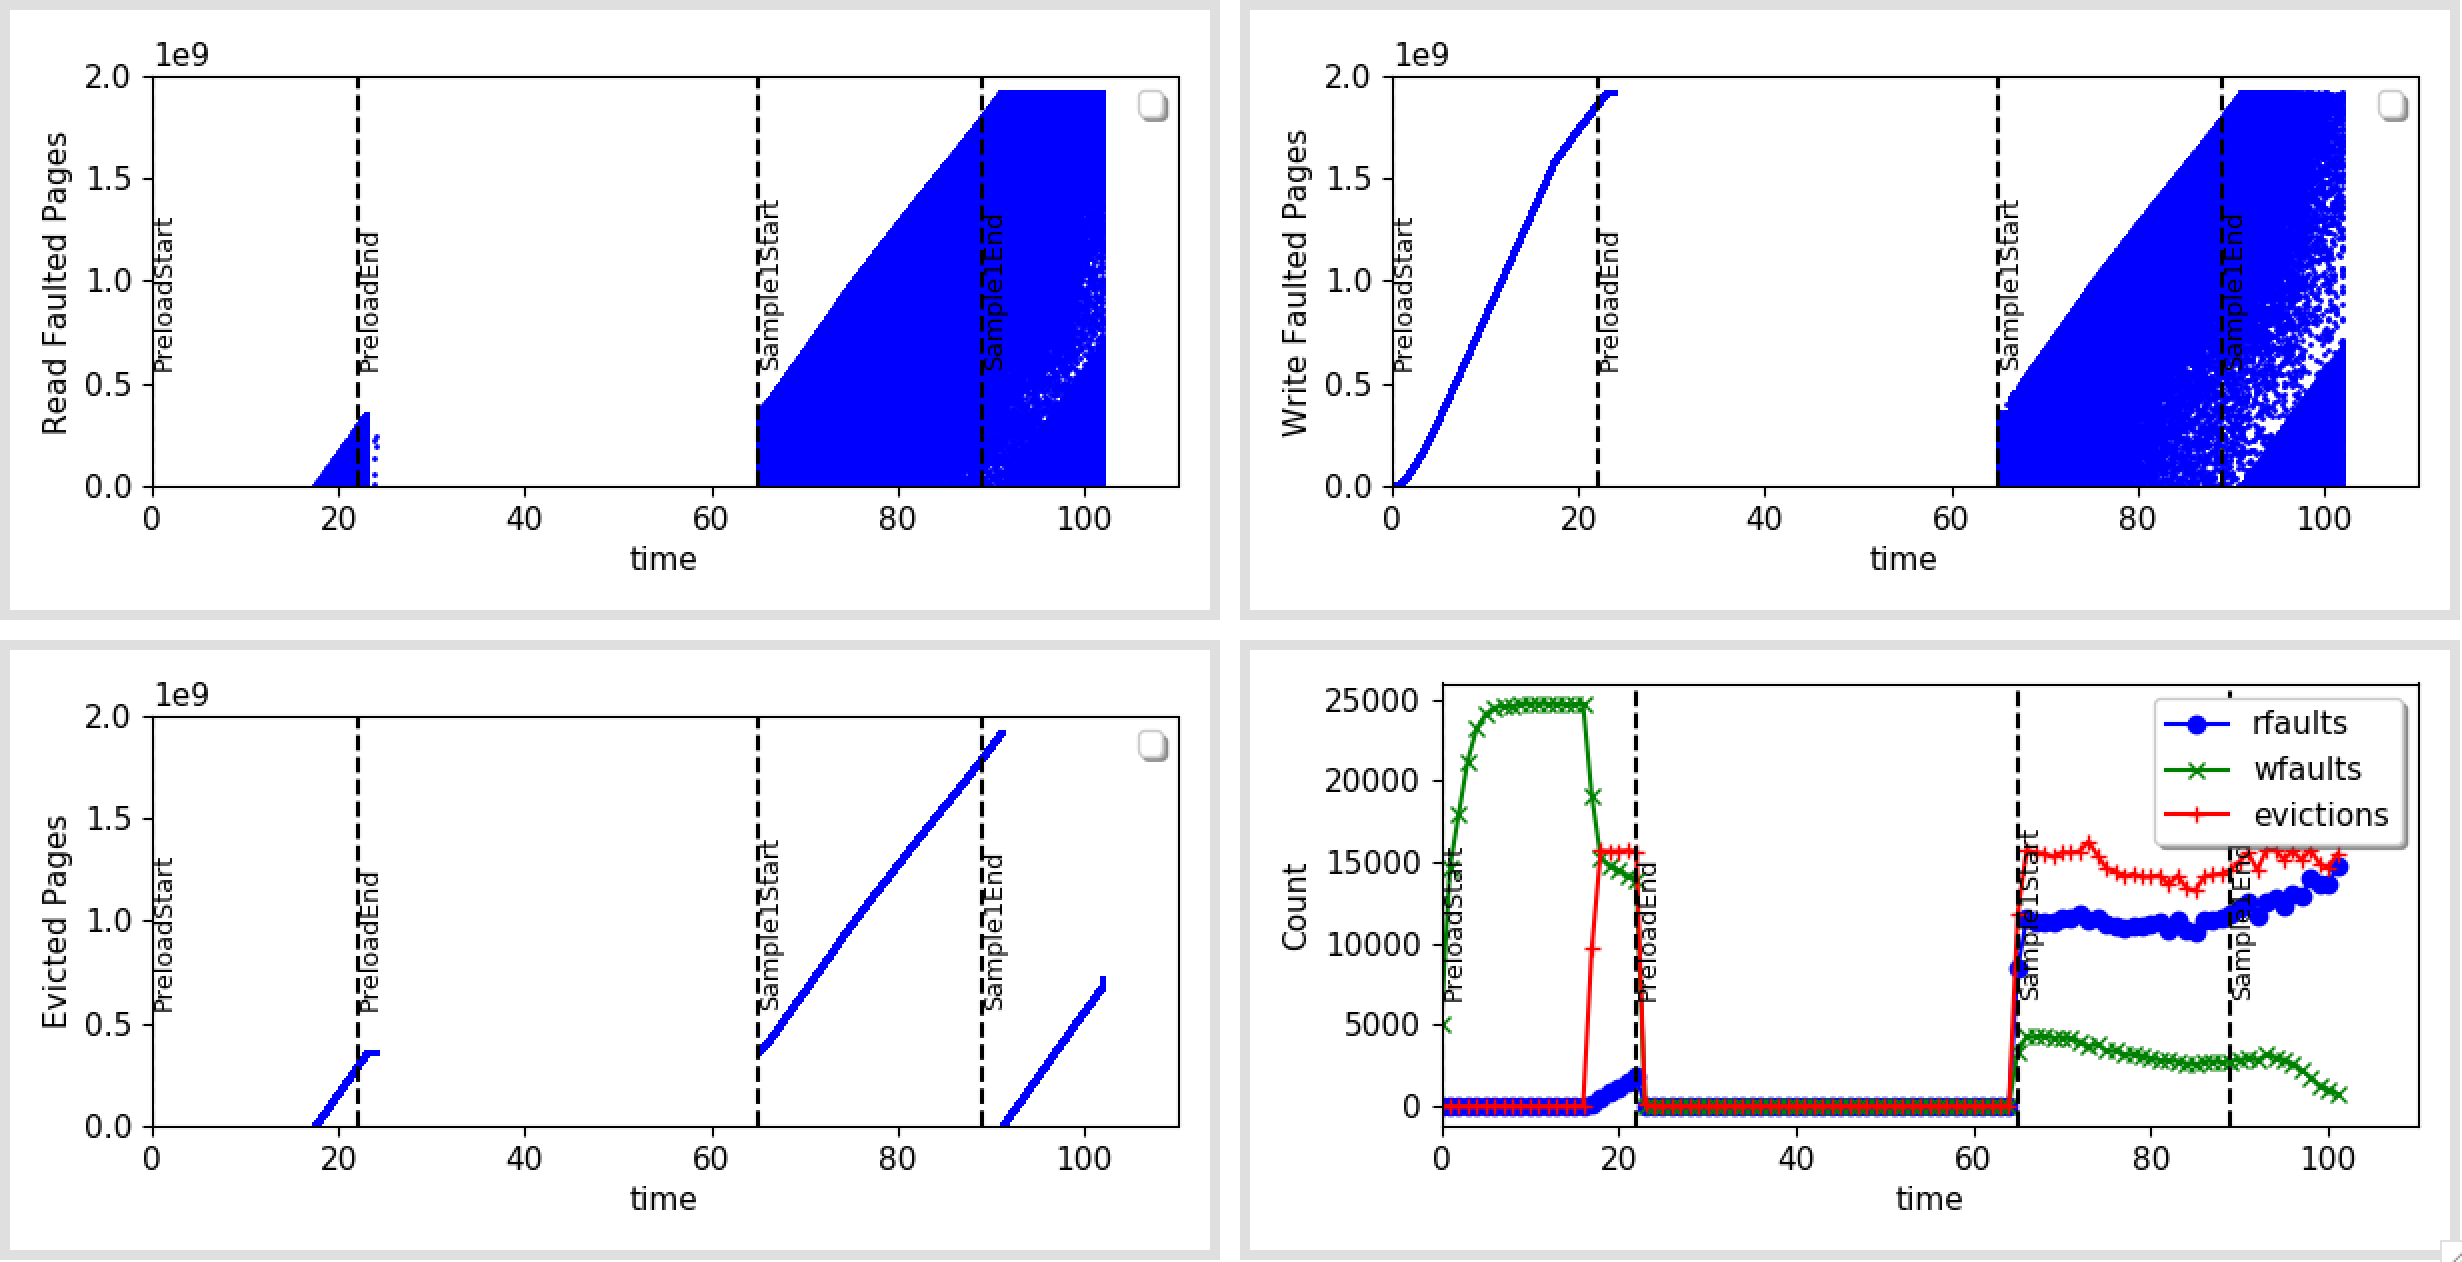 1e9
2.0
1.5
1.0
0.5
0.0
Read Faulted Pages
PreloadStart
PreloadEnd
Sample1Start
Sample1End
0 20 40 60 80 100
time
1e9
2.0
1.5
1.0
0.5
0.0
Write Faulted Pages
PreloadStart
PreloadEnd
Sample1Start
Sample1End
0 20 40 60 80 100
time
1e9
2.0
1.5
1.0
0.5
0.0
Evicted Pages
PreloadStart
PreloadEnd
Sample1Start
Sample1End
0 20 40 60 80 100
time
25000
20000
15000
10000
5000
0
Count
PreloadStart
PreloadEnd
Sample1Start
Sample1End
rfaults
wfaults
evictions
0 20 40 60 80 100
time